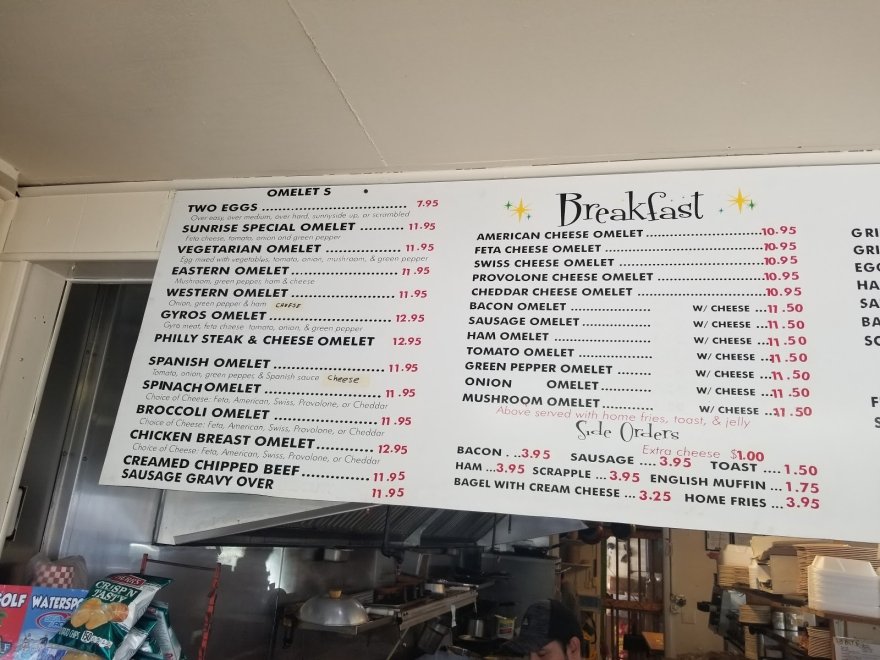 OMELET S
TWO EGGS ........ 7.95
Over easy, over medium, over hard, sunnyside up, or scrambled
SUNRISE SPECIAL OMELET .......... 11.95
Feta cheese, tomato, onion and green pepper
VEGETARIAN OMELET ........ 11.95
Egg mixed with vegetables, tomato, onion, mushroom, & green pepper
EASTERN OMELET ........ 11.95
Mushroom, green pepper, ham & cheese
WESTERN OMELET ........ 11.95
Onion, green pepper & ham cheese
GYROS OMELET ........ 12.95
Gyro meat, feta cheese tomato, onion, & green pepper
PHILLY STEAK & CHEESE OMELET 12.95
SPANISH OMELET ........ 11.95
Tomato, onion, green pepper, & Spanish sauce cheese
SPINACH OMELET ........ 11.95
Choice of Cheese: Feta, American, Swiss, Provolone, or Cheddar
BROCCOLI OMELET ........ 11.95
Choice of Cheese: Feta, American, Swiss, Provolone, or Cheddar
CHICKEN BREAST OMELET ........ 12.95
Choice of Cheese: Feta, American, Swiss, Provolone, or Cheddar
CREAMED CHIPPED BEEF ........ 11.95
SAUSAGE GRAVY OVER 11.95
Breakfast
AMERICAN CHEESE OMELET ........ 10.95
FETA CHEESE OMELET ........ 10.95
SWISS CHEESE OMELET ........ 10.95
PROVOLONE CHEESE OMELET ........ 10.95
CHEDDAR CHEESE OMELET ........ 10.95
BACON OMELET ........ W/ CHEESE ...11.50
SAUSAGE OMELET ........ W/ CHEESE ...11.50
HAM OMELET ........ W/ CHEESE ...11.50
TOMATO OMELET ........ W/ CHEESE ...11.50
GREEN PEPPER OMELET ........ W/ CHEESE ...11.50
ONION OMELET ........ W/ CHEESE ...11.50
MUSHROOM OMELET ........ W/ CHEESE ...11.50
Above served with home fries, toast, & jelly
Side Orders
Extra cheese $1.00
BACON . ..3.95 SAUSAGE .... 3.95 TOAST .... 1.50
HAM ...3.95 SCRAPPLE ... 3.95 ENGLISH MUFFIN ... 1.75
BAGEL WITH CREAM CHEESE ... 3.25 HOME FRIES ... 3.95
GRI
GRI
EGG
HA
SA
BA
SC
F
S
GOLF
HERR'S
CRISP N
TASTY